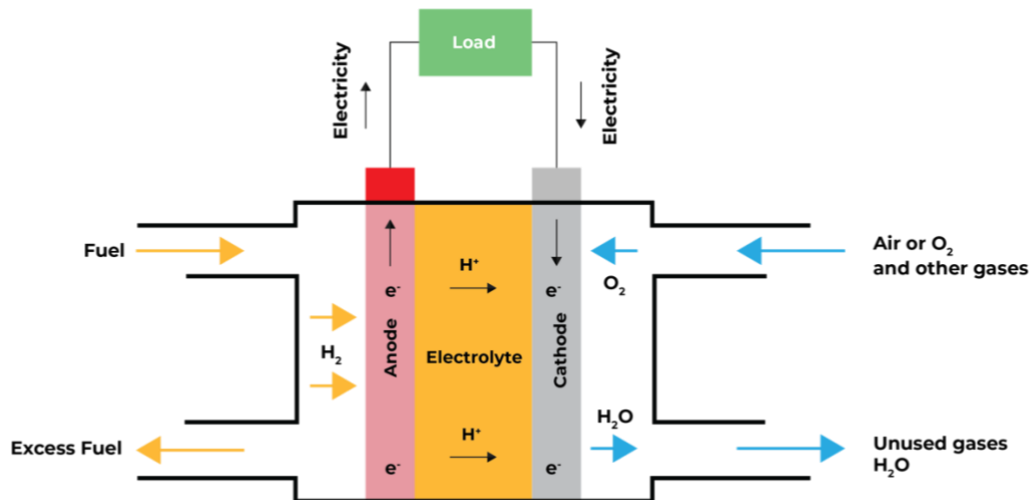 Load
Electricity
Electricity
Fuel
Air or O₂
and other gases
H⁺
O₂
e⁻
e⁻
H₂
Anode
Electrolyte
Cathode
H₂O
Excess Fuel
H⁺
Unused gases
H₂O
e⁻
e⁻